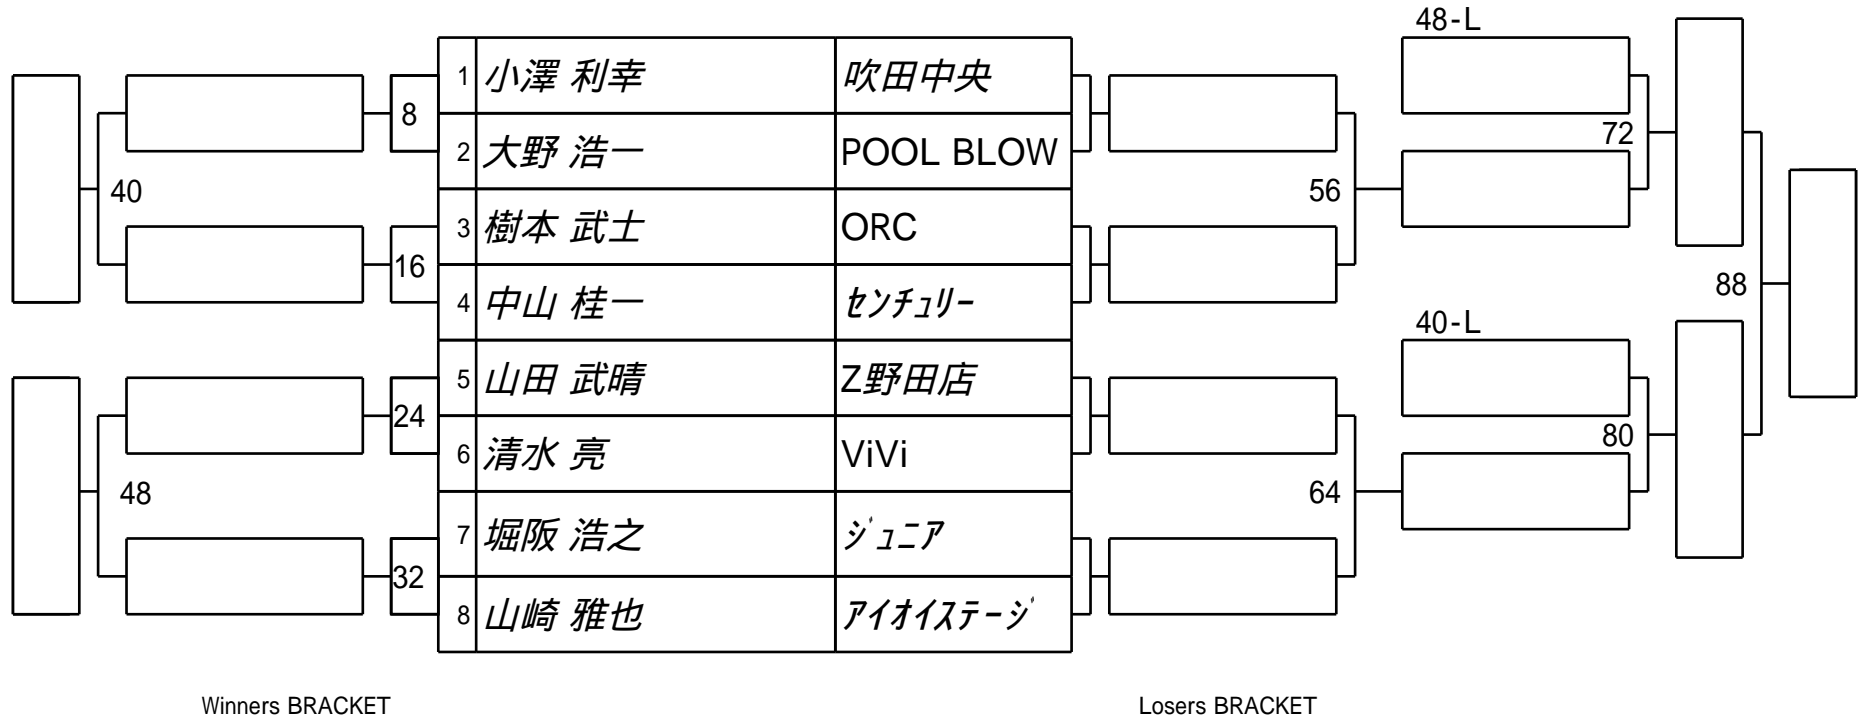 48-L
1 小澤 利幸 吹田中央
8
2 大野 浩一 POOL BLOW
72
40
56
3 樹本 武士 ORC
16
4 中山 桂一 ｾﾝﾁｭﾘｰ
88
40-L
5 山田 武晴 Z野田店
24
80
6 清水 亮 ViVi
48
64
7 堀阪 浩之 ｼﾞｭﾆｱ
32
8 山崎 雅也 ｱｲｵｲｽﾃｰｼﾞ
Winners BRACKET
Losers BRACKET